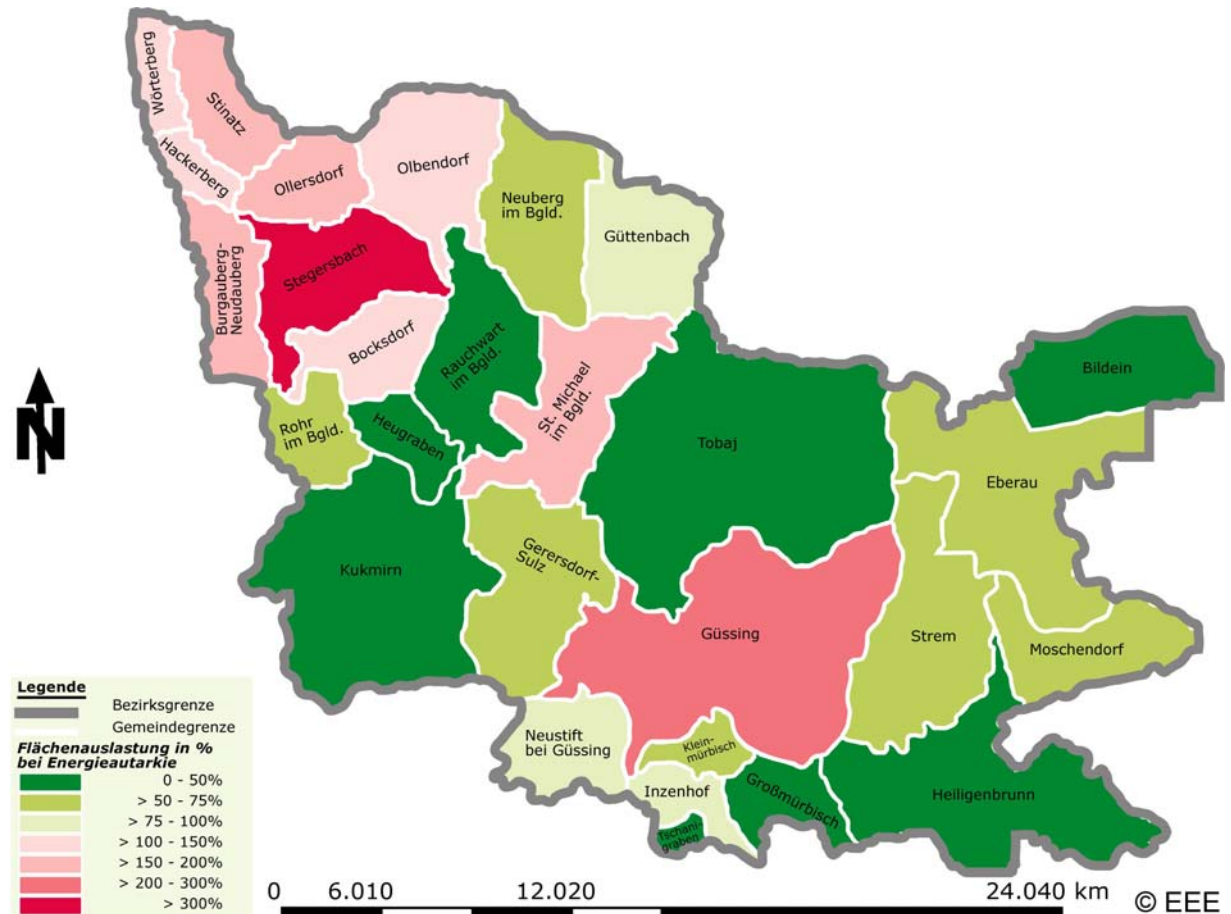 Wörterberg
Stinatz
Hackerberg
Ollersdorf
Olbendorf
Neuberg
im Bgld.
Güttenbach
Burgauberg-
Neudauberg
Stegersbach
Bocksdorf
Rauchwart
im Bgld.
St. Michael
im Bgld.
Bildein
Rohr
im Bgld.
Heugraben
Tobaj
Eberau
Kukmirn
Gerersdorf-
Sulz
Güssing
Strem
Moschendorf
Neustift
bei Güssing
Klein-
mürbisch
Inzenhof
Großmürbisch
Heiligenbrunn
Tschani-
graben
N
Legende
Bezirksgrenze
Gemeindegrenze
Flächenauslastung in %
bei Energieautarkie
0 - 50%
> 50 - 75%
> 75 - 100%
> 100 - 150%
> 150 - 200%
> 200 - 300%
> 300%
0 6.010 12.020 24.040 km
© EEE